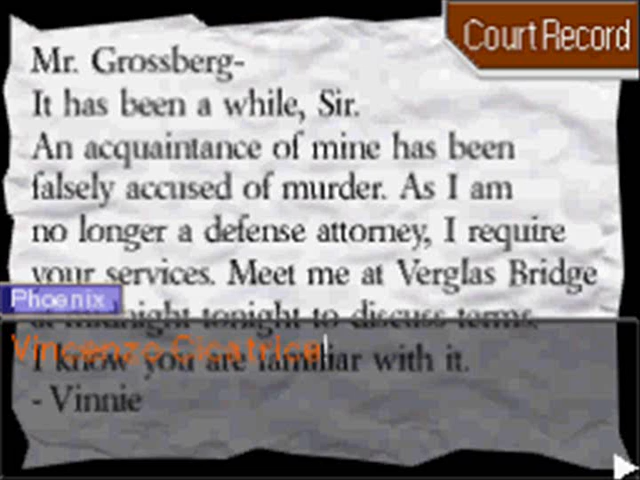 Court Record
Mr. Grossberg-
It has been a while, Sir.
An acquaintance of mine has been
falsely accused of murder. As I am
no longer a defense attorney, I require
your services. Meet me at Verglas Bridge
at midnight tonight to discuss terms.
Phoenix
Vincenzo Cicatrice
I know you are familiar with it.
- Vinnie